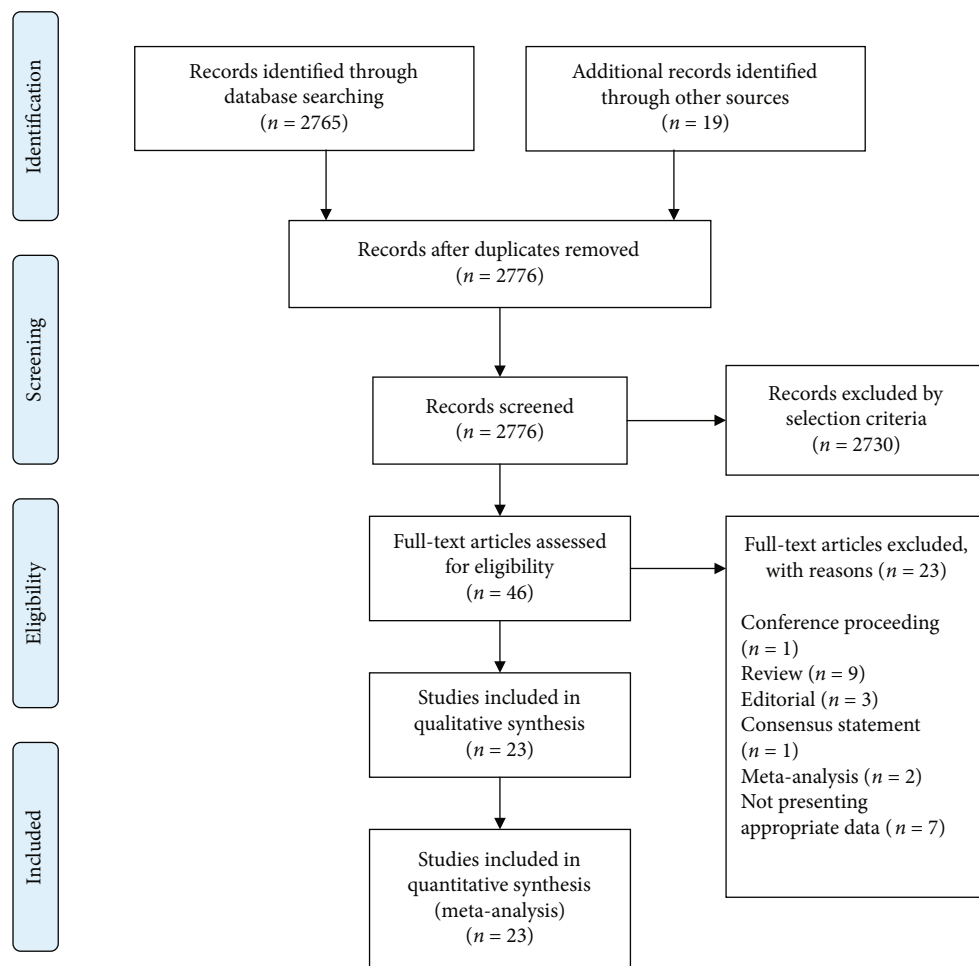 Identification
Records identified through
database searching
(n = 2765)
Additional records identified
through other sources
(n = 19)
Records after duplicates removed
(n = 2776)
Screening
Records screened
(n = 2776)
Records excluded by
selection criteria
(n = 2730)
Eligibility
Full-text articles assessed
for eligibility
(n = 46)
Full-text articles excluded,
with reasons (n = 23)
Conference proceeding
(n = 1)
Review (n = 9)
Editorial (n = 3)
Consensus statement
(n = 1)
Meta-analysis (n = 2)
Not presenting
appropriate data (n = 7)
Studies included in
qualitative synthesis
(n = 23)
Included
Studies included in
quantitative synthesis
(meta-analysis)
(n = 23)